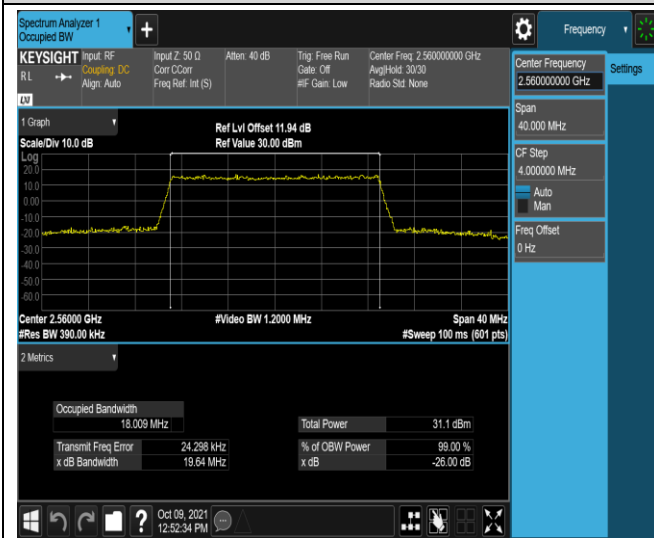 Spectrum Analyzer 1
Occupied BW
Frequency
KEYSIGHT
RL
LXI
Input: RF
Coupling: DC
Align: Auto
Input Z: 50 Ω
Corr CCorr
Freq Ref: Int (S)
Atten: 40 dB
Trig: Free Run
Gate: Off
#IF Gain: Low
Center Freq: 2.560000000 GHz
Avg|Hold: 30/30
Radio Std: None
Center Frequency
2.560000000 GHz
Settings
Span
40.000 MHz
CF Step
4.000000 MHz
Auto
Man
Freq Offset
0 Hz
1 Graph
Scale/Div 10.0 dB
Ref Lvl Offset 11.94 dB
Ref Value 30.00 dBm
Log
20.0
10.0
0.00
-10.0
-20.0
-30.0
-40.0
-50.0
-60.0
Center 2.56000 GHz
#Video BW 1.2000 MHz
Span 40 MHz
#Res BW 390.00 kHz
#Sweep 100 ms (601 pts)
2 Metrics
Occupied Bandwidth
18.009 MHz
Total Power 31.1 dBm
Transmit Freq Error 24.298 kHz
% of OBW Power 99.00 %
x dB Bandwidth 19.64 MHz
x dB -26.00 dB
?
Oct 09, 2021
12:52:34 PM